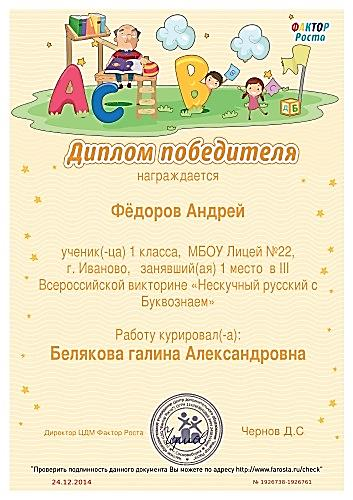 ФАКТОР
Роста
А С В
Диплом победителя
награждается
Фёдоров Андрей
ученик(-ца) 1 класса, МБОУ Лицей №22,
г. Иваново, занявший(ая) 1 место в III
Всероссийской викторине «Нескучный русский с
Буквознаем»
Работу курировал(-а):
Белякова галина Александровна
Директор ЦДМ Фактор Роста
Чернов Д.С
"Проверить подлинность данного документа Вы можете по адресу http://www.farosta.ru/check"
24.12.2014
№ 1926738-1926761